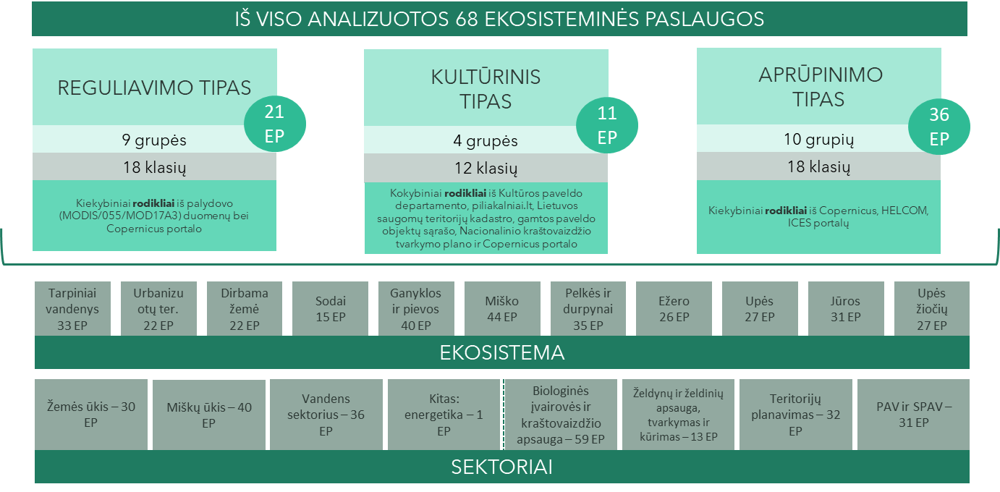 IŠ VISO ANALIZUOTOS 68 EKOSISTEMINĖS PASLAUGOS
REGULIAVIMO TIPAS
21
EP
9 grupės
18 klasių
Kiekybiniai rodikliai iš palydovo
(MODIS/055/MOD17A3) duomenų bei
Copernicus portalo
KULTŪRINIS
TIPAS
11
EP
4 grupės
12 klasių
Kokybiniai rodikliai iš Kultūros paveldo
departamento, piliakalniai.lt, Lietuvos
saugomų teritorijų kadastro, gamtos paveldo
objektų sąrašo, Nacionalinio kraštovaizdžio
tvarkymo plano ir Copernicus portalo
APRŪPINIMO
TIPAS
36
EP
10 grupių
18 klasių
Kiekybiniai rodikliai iš Copernicus, HELCOM,
ICES portalų
Tarpiniai
vandenys
33 EP
Urbanizu
otų ter.
22 EP
Dirbama
žemė
22 EP
Sodai
15 EP
Ganyklos
ir pievos
40 EP
Miško
44 EP
Pelkės ir
durpynai
35 EP
Ežero
26 EP
Upės
27 EP
Jūros
31 EP
Upės
žiočių
27 EP
EKOSISTEMA
Žemės ūkis – 30
EP
Miškų ūkis – 40
EP
Vandens
sektorius – 36
EP
Kitas:
energetika – 1
EP
Biologinės
įvairovės ir
kraštovaizdžio
apsauga – 59 EP
Želdynų ir želdinių
apsauga,
tvarkymas ir
kūrimas – 13 EP
Teritorijų
planavimas – 32
EP
PAV ir SPAV –
31 EP
SEKTORIAI